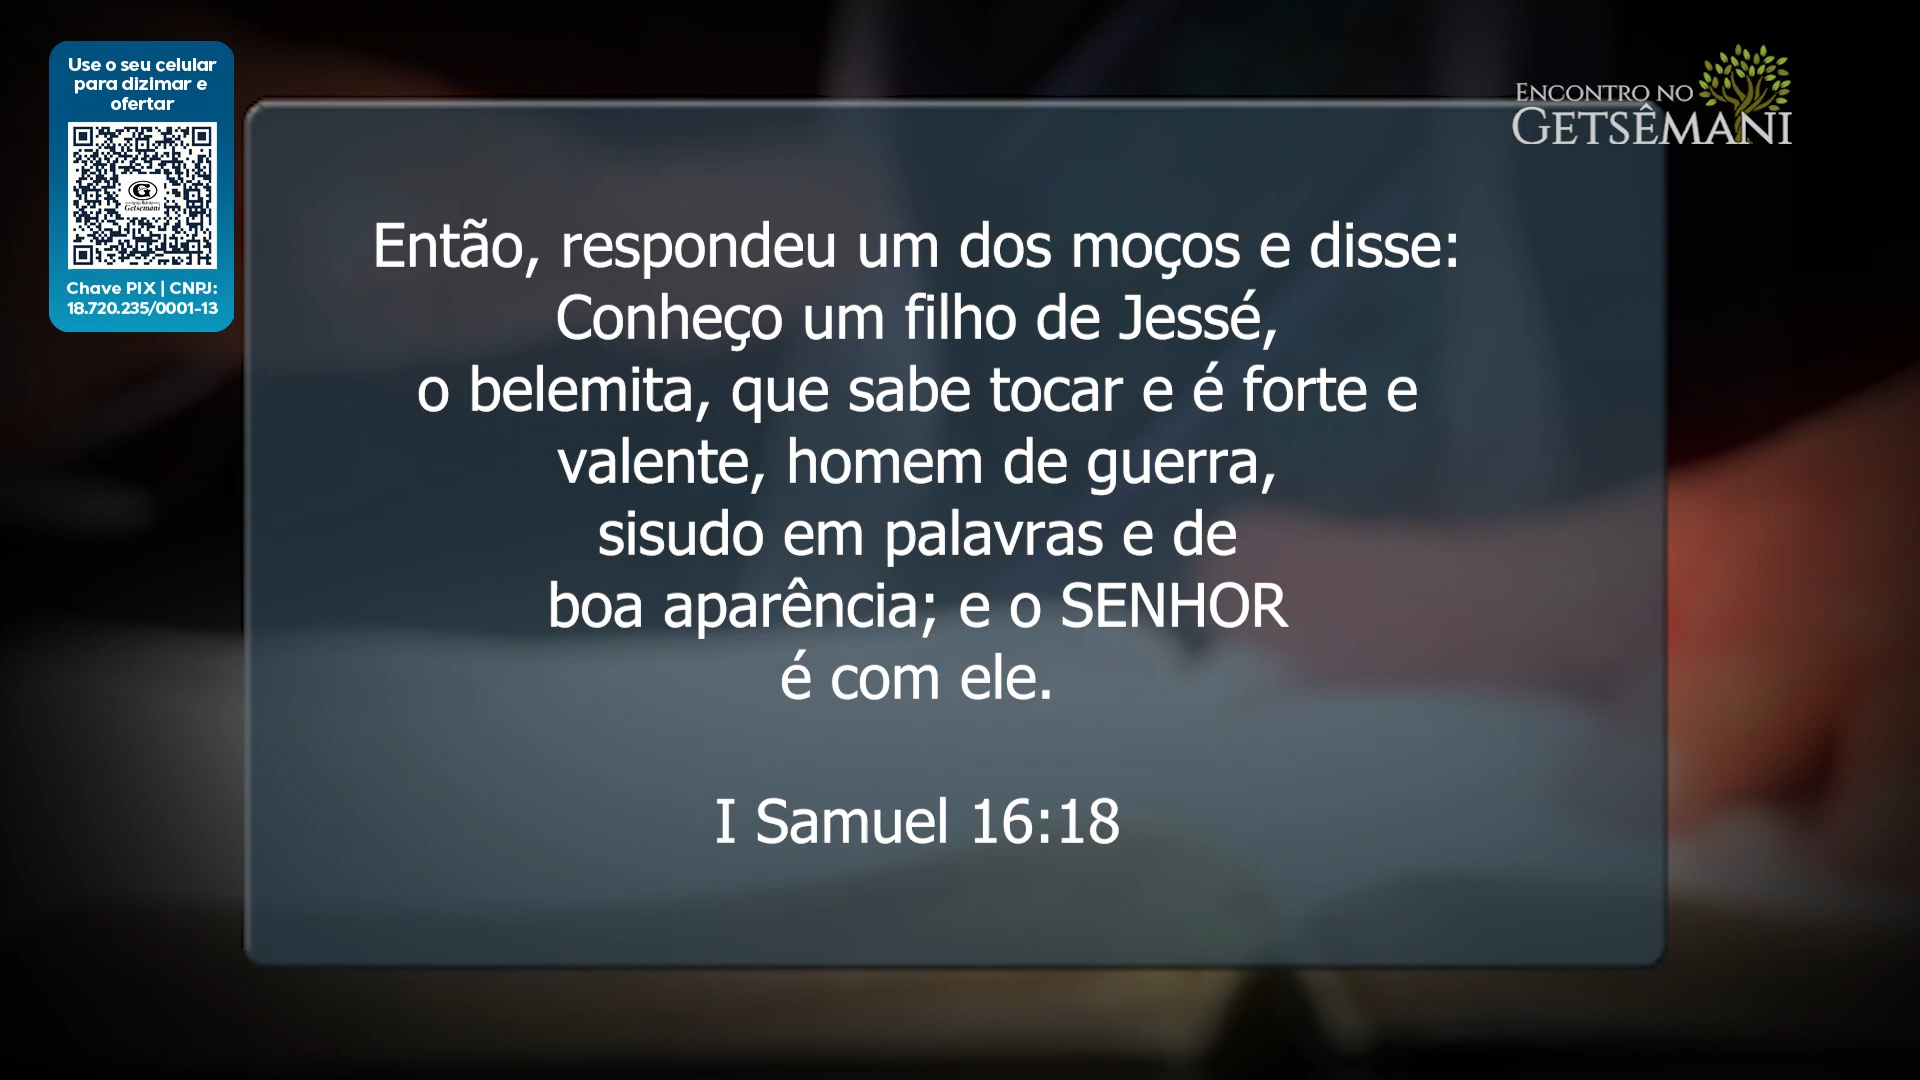 Use o seu celular
para dizimar e
ofertar
G
Getsemani
Chave PIX | CNPJ:
18.720.235/0001-13
ENCONTRO NO
GETSÊMANI
Então, respondeu um dos moços e disse:
Conheço um filho de Jessé,
o belemita, que sabe tocar e é forte e
valente, homem de guerra,
sisudo em palavras e de
boa aparência; e o SENHOR
é com ele.
I Samuel 16:18